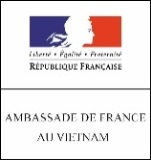 Liberté • Égalité • Fraternité
RÉPUBLIQUE FRANÇAISE
AMBASSADE DE FRANCE
AU VIETNAM